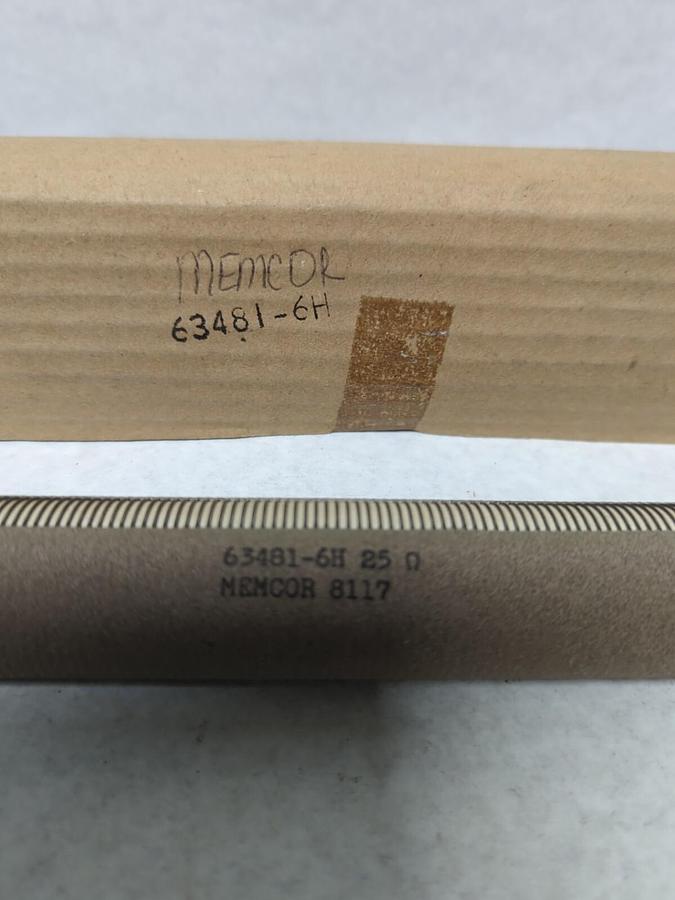 MEMCOR
63481-6H
63481-6H 25 Ω
MEMCOR 8117